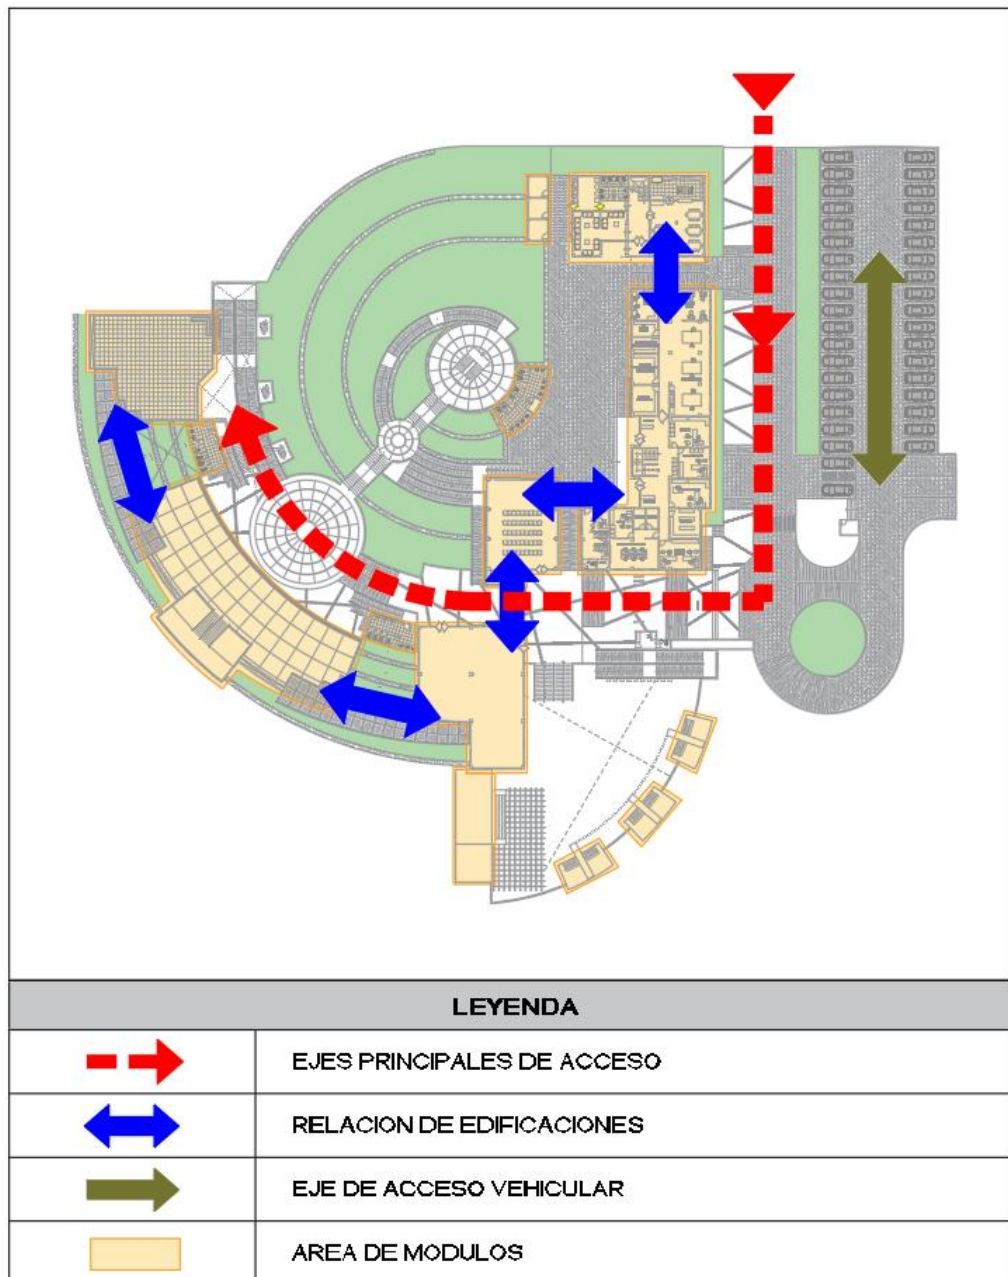 LEYENDA
EJES PRINCIPALES DE ACCESO
RELACION DE EDIFICACIONES
EJE DE ACCESO VEHICULAR
AREA DE MODULOS